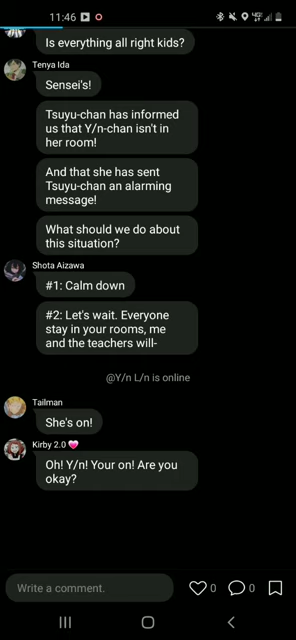 11:46
Is everything all right kids?
Tenya Ida
Sensei's!
Tsuyu-chan has informed
us that Y/n-chan isn't in
her room!
And that she has sent
Tsuyu-chan an alarming
message!
What should we do about
this situation?
Shota Aizawa
#1: Calm down
#2: Let's wait. Everyone
stay in your rooms, me
and the teachers will-
@Y/n L/n is online
Tailman
She's on!
Kirby 2.0 💗
Oh! Y/n! Your on! Are you
okay?
Write a comment.
0
0